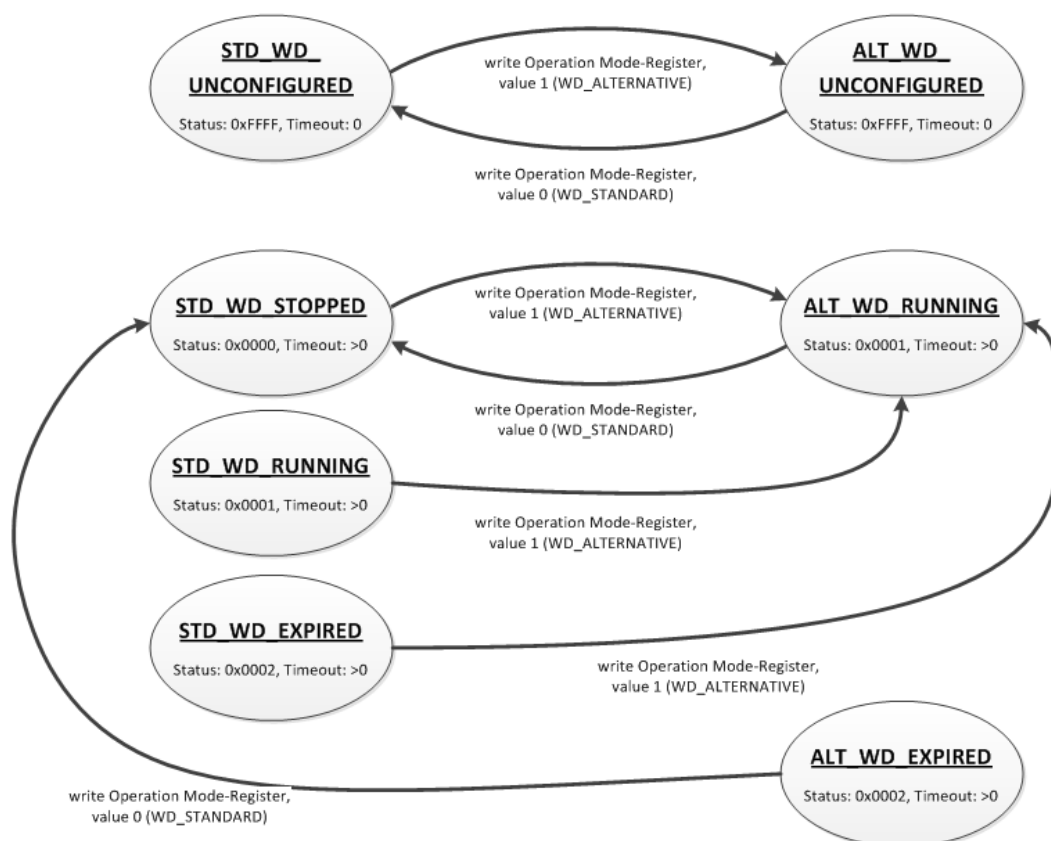 STD_WD_
UNCONFIGURED
Status: 0xFFFF, Timeout: 0
write Operation Mode-Register,
value 1 (WD_ALTERNATIVE)
ALT_WD_
UNCONFIGURED
Status: 0xFFFF, Timeout: 0
write Operation Mode-Register,
value 0 (WD_STANDARD)
STD_WD_STOPPED
Status: 0x0000, Timeout: >0
write Operation Mode-Register,
value 1 (WD_ALTERNATIVE)
ALT_WD_RUNNING
Status: 0x0001, Timeout: >0
write Operation Mode-Register,
value 0 (WD_STANDARD)
STD_WD_RUNNING
Status: 0x0001, Timeout: >0
write Operation Mode-Register,
value 1 (WD_ALTERNATIVE)
STD_WD_EXPIRED
Status: 0x0002, Timeout: >0
write Operation Mode-Register,
value 1 (WD_ALTERNATIVE)
ALT_WD_EXPIRED
Status: 0x0002, Timeout: >0
write Operation Mode-Register,
value 0 (WD_STANDARD)